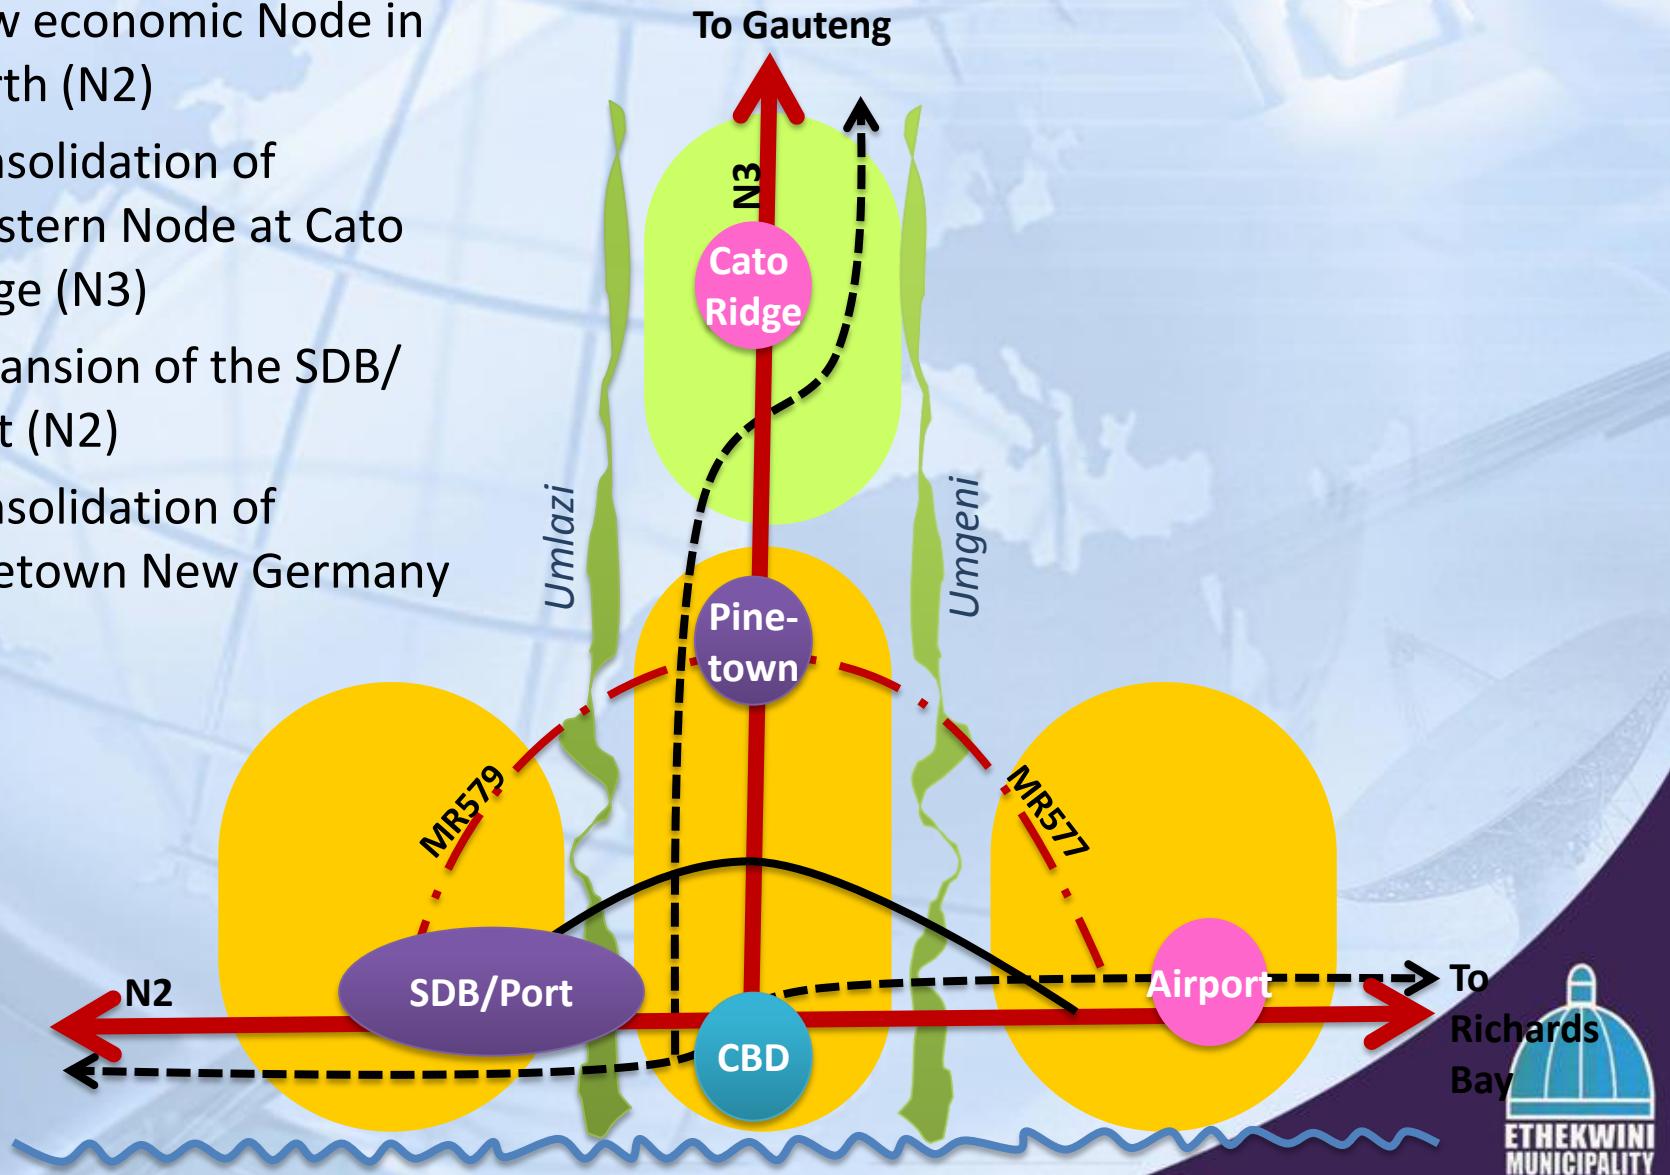 w economic Node in
rth (N2)
nsolidation of
stern Node at Cato
ge (N3)
ansion of the SDB/
t (N2)
nsolidation of
etown New Germany
To Gauteng
N3
Cato
Ridge
Umlazi
Umgeni
Pine-
town
MR579
MR577
N2
SDB/Port
CBD
Airport
To
Richards
Bay
ETHEKWINI
MUNICIPALITY